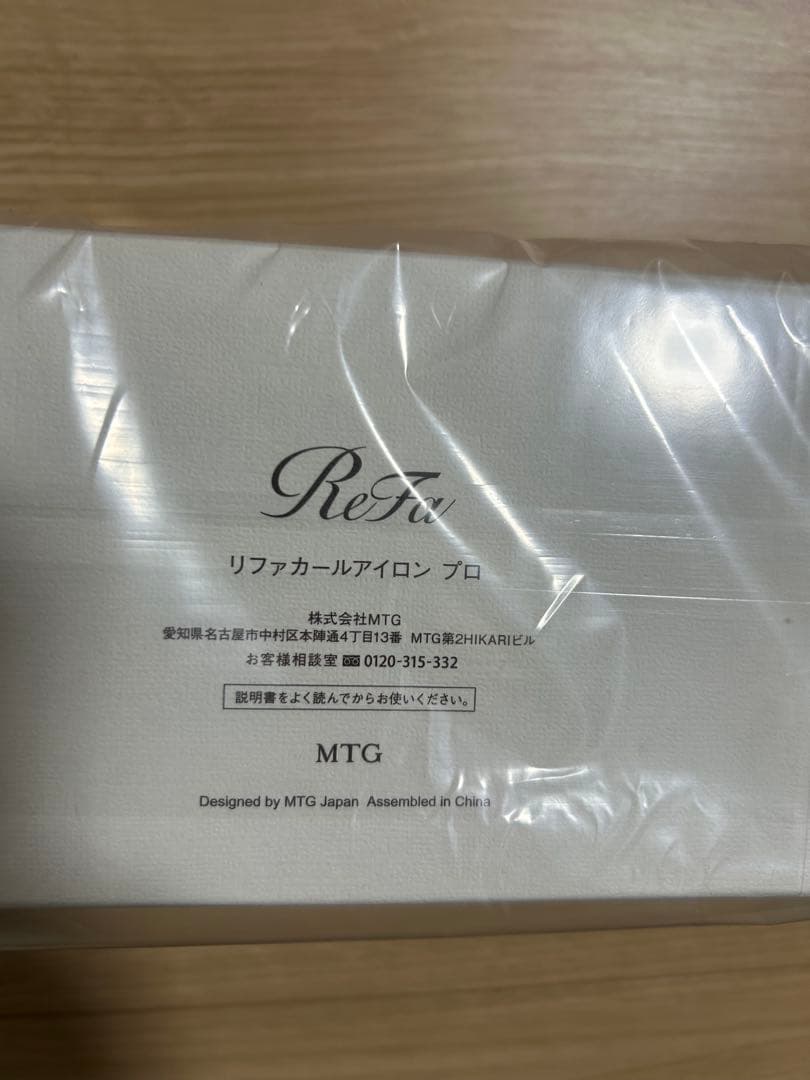 ReFa
リファカールアイロン プロ
株式会社MTG
愛知県名古屋市中村区本陣通4丁目13番 MTG第2HIKARIビル
お客様相談室 0120-315-332
説明書をよく読んでからお使いください。
MTG
Designed by MTG Japan Assembled in China